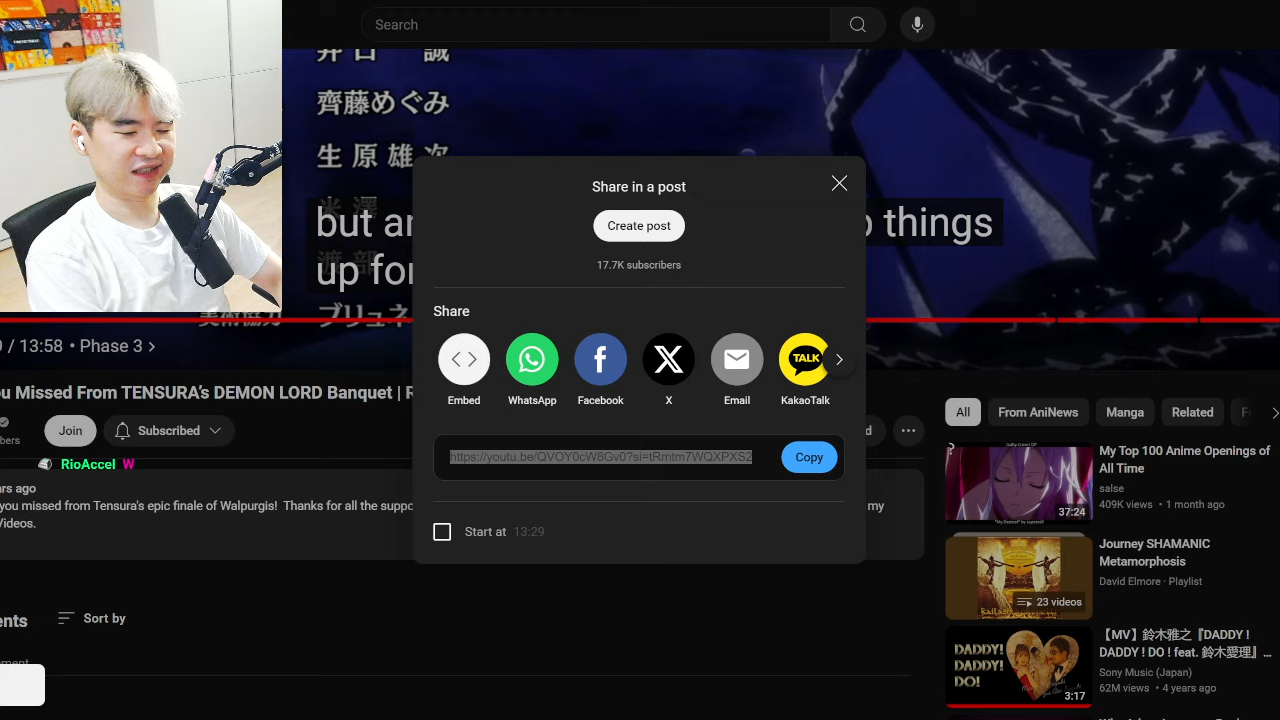 Search
井 口 誠
齊藤めぐみ
生 原 雄 次
米 澤
渡 部
ブリュネ
but ar
things
up for
Share in a post
Create post
17.7K subscribers
Share
TALK
Embed
WhatsApp
Facebook
X
Email
KakaoTalk
https://youtu.be/QVOY0cW8Gv0?si=tRmtm7WQXPXS2
Copy
Start at 13:29
/ 13:58 • Phase 3
u Missed From TENSURA’s DEMON LORD Banquet | R
bers
Join
Subscribed
RioAccel W
ars ago
you missed from Tensura's epic finale of Walpurgis! Thanks for all the suppo
my
Videos.
ents
Sort by
All
From AniNews
Manga
Related
My Top 100 Anime Openings of
All Time
salse
409K views • 1 month ago
37:24
Journey SHAMANIC
Metamorphosis
David Elmore · Playlist
23 videos
【MV】鈴木雅之『DADDY !
DADDY ! DO ! feat. 鈴木愛理』...
Sony Music (Japan)
62M views • 4 years ago
DADDY!
DADDY!
DO!
3:17